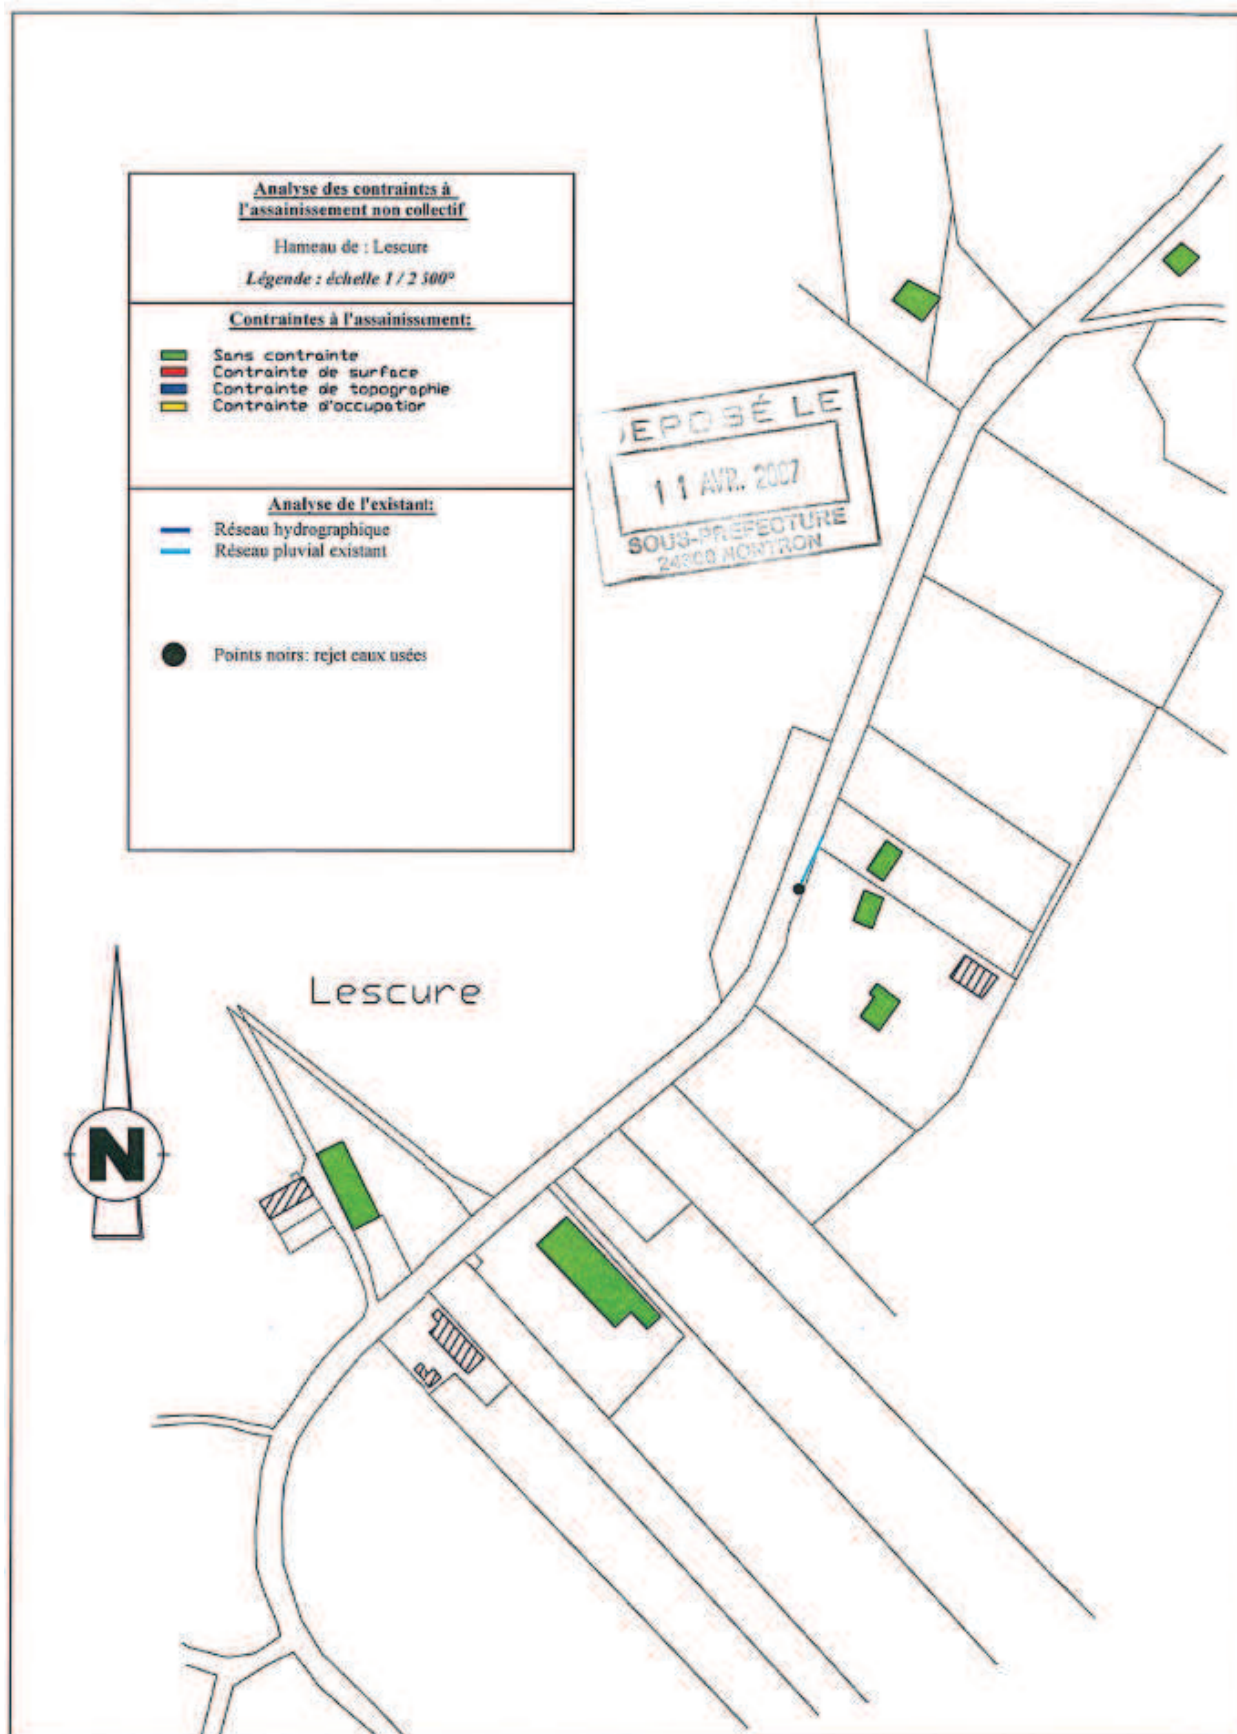 Analyse des contraintes à
l'assainissement non collectif
Hameau de : Lescure
Légende : échelle 1 / 2 500°
Contraintes à l'assainissement:
Sans contrainte
Contrainte de surface
Contrainte de topographie
Contrainte d'occupation
Analyse de l'existant:
Réseau hydrographique
Réseau pluvial existant
Points noirs: rejet eaux usées
DEPOSÉ LE
11 AVR. 2007
SOUS-PREFECTURE
24300 NONTRON
Lescure
N